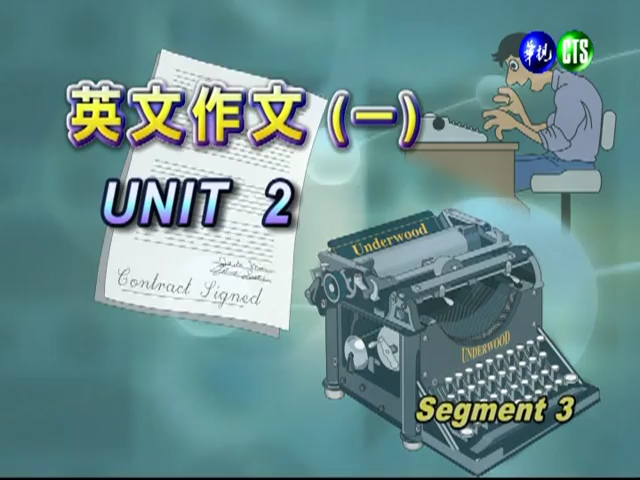 華視 CTS
英文作文(一)
UNIT 2
Underwood
Contract Signed
UNDERWOOD
Segment 3